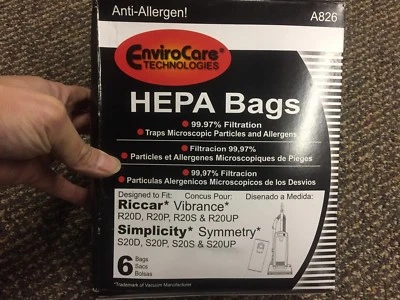 Anti-Allergen!
A826
EnviroCare®
TECHNOLOGIES
HEPA Bags
• 99.97% Filtration
• Traps Microscopic Particles and Allergens
• Filtracion 99,97%
• Particles et Allergenes Microscopiques de Pieges
• 99,97% Filtracion
• Particulas Alergenicos Microscopicos de los Desvios
Designed to Fit: Concus Pour: Disenado a Medida:
Riccar* Vibrance*
R20D, R20P, R20S & R20UP
Simplicity* Symmetry*
S20D, S20P, S20S & S20UP
6 Bags
Sacs
Bolsas
*Trademark of Vacuum Manufacturer